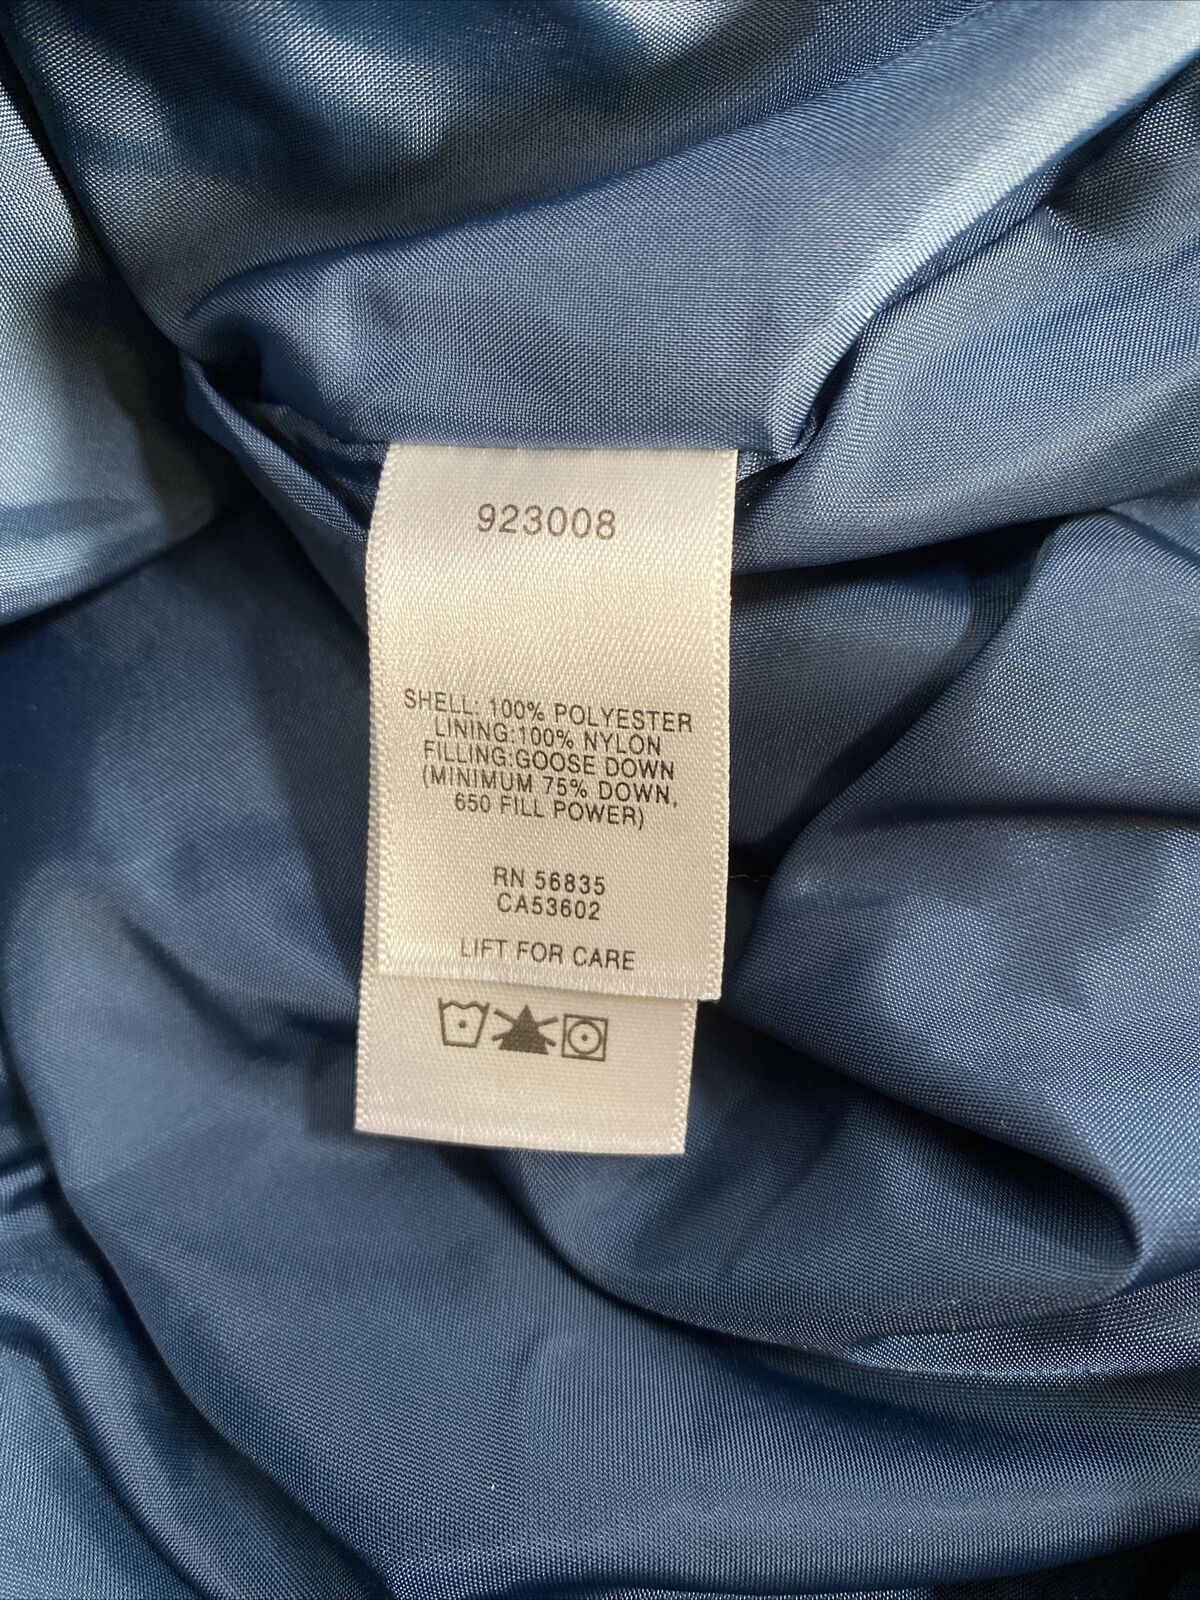 923008
SHELL: 100% POLYESTER
LINING:100% NYLON
FILLING:GOOSE DOWN
(MINIMUM 75% DOWN,
650 FILL POWER)
RN 56835
CA53602
LIFT FOR CARE